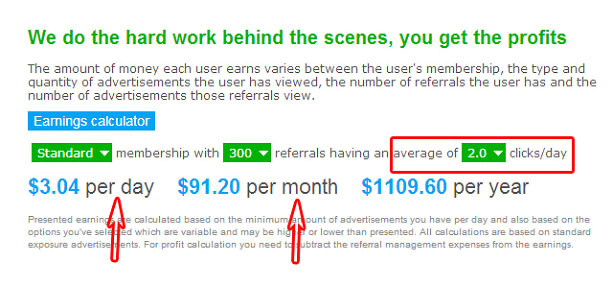 We do the hard work behind the scenes, you get the profits
The amount of money each user earns varies between the user's membership, the type and
quantity of advertisements the user has viewed, the number of referrals the user has and the
number of advertisements those referrals view.
Earnings calculator
Standard membership with 300 referrals having an average of 2.0 clicks/day
$3.04 per day $91.20 per month $1109.60 per year
Presented earnings are calculated based on the minimum amount of advertisements you have per day and also based on the
options you've selected which are variable and may be higher or lower than presented. All calculations are based on standard
exposure advertisements. For profit calculation you need to subtract the referral management expenses from the earnings.